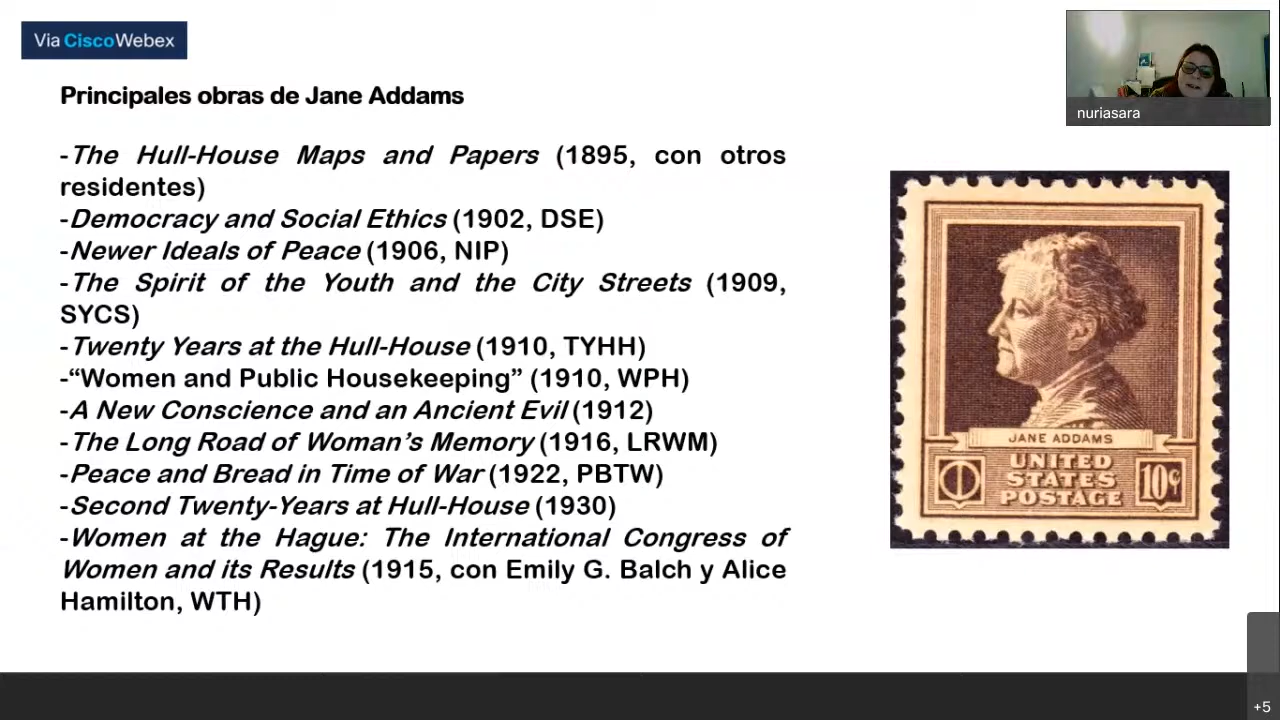 Via Cisco Webex
nuriasara
Principales obras de Jane Addams
-The Hull-House Maps and Papers (1895, con otros
residentes)
-Democracy and Social Ethics (1902, DSE)
-Newer Ideals of Peace (1906, NIP)
-The Spirit of the Youth and the City Streets (1909,
SYCS)
-Twenty Years at the Hull-House (1910, TYHH)
-“Women and Public Housekeeping” (1910, WPH)
-A New Conscience and an Ancient Evil (1912)
-The Long Road of Woman’s Memory (1916, LRWM)
-Peace and Bread in Time of War (1922, PBTW)
-Second Twenty-Years at Hull-House (1930)
-Women at the Hague: The International Congress of
Women and its Results (1915, con Emily G. Balch y Alice
Hamilton, WTH)
JANE ADDAMS
UNITED
STATES
POSTAGE
10¢
+5